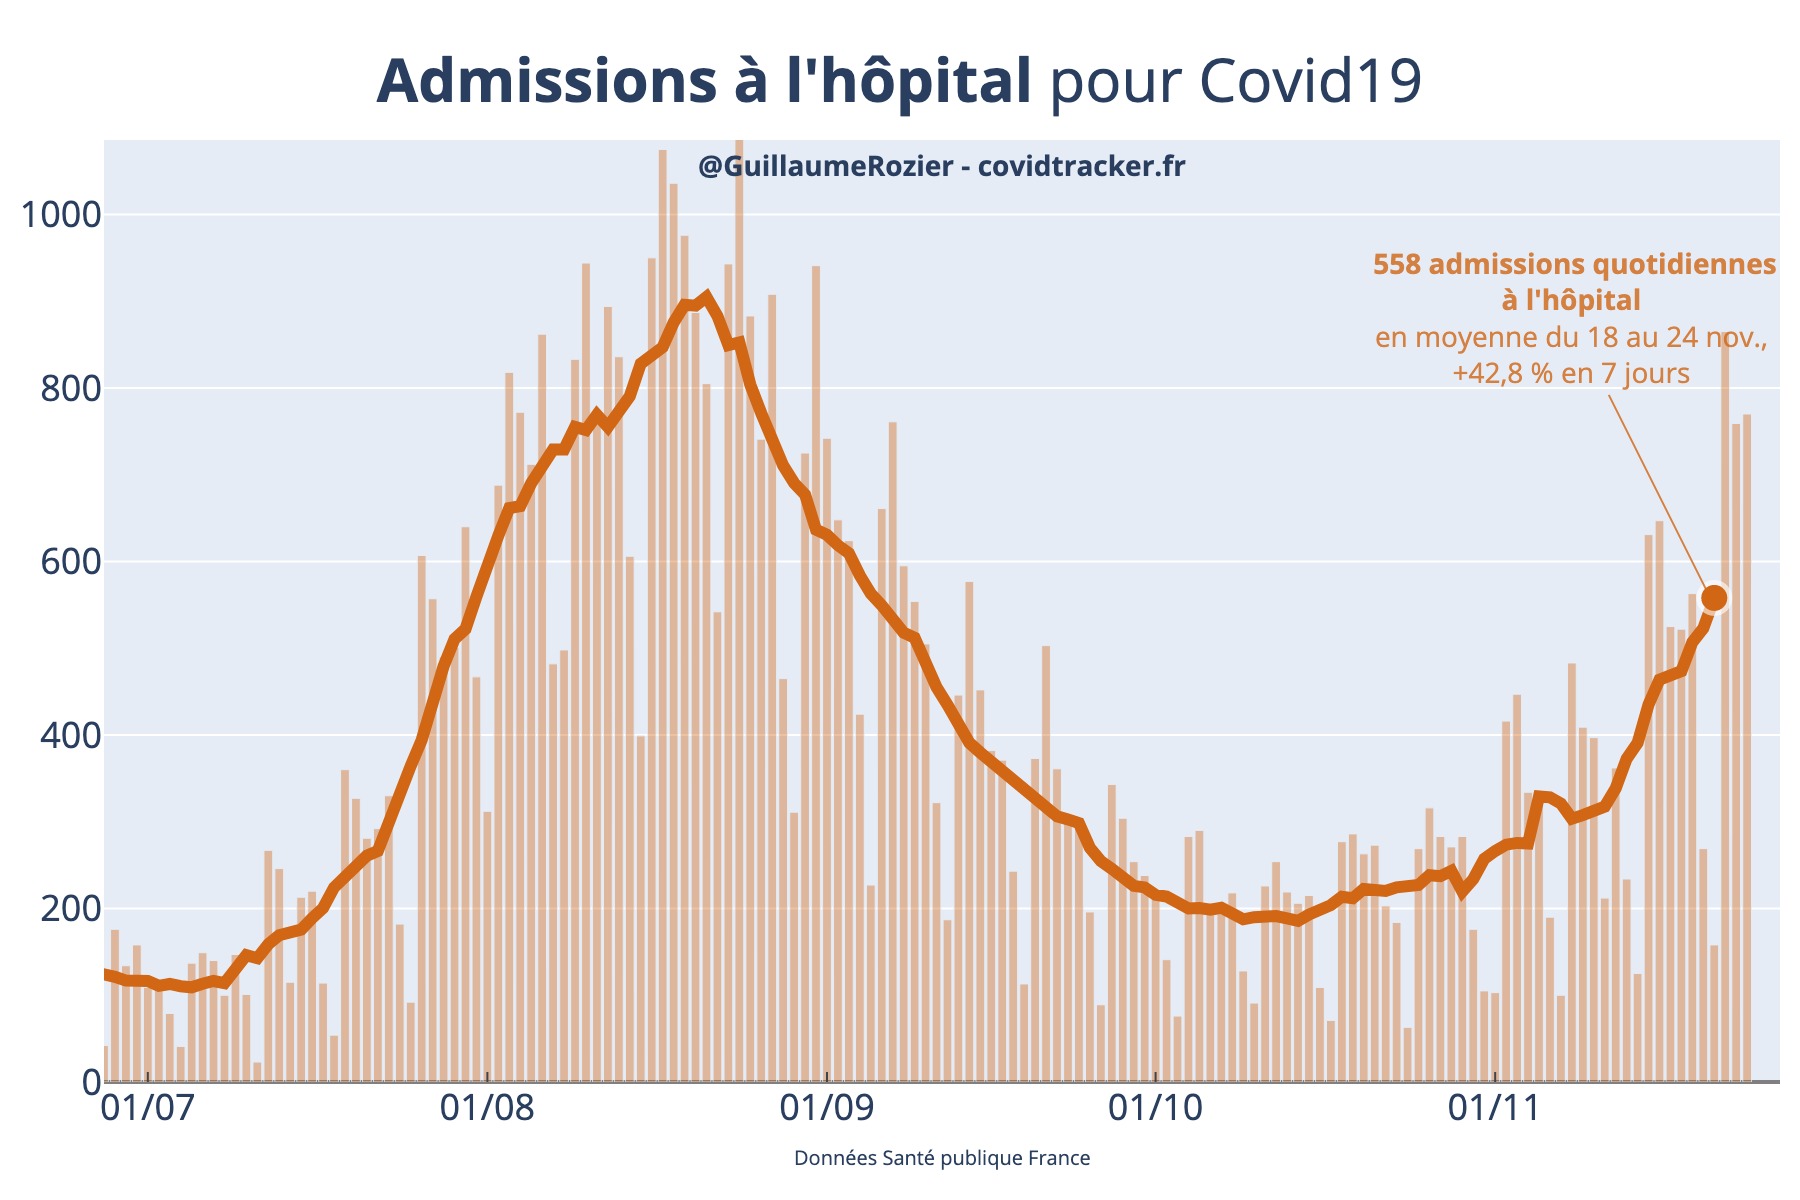 Admissions à l'hôpital pour Covid19
@GuillaumeRozier - covidtracker.fr
1000
800
600
400
200
0
558 admissions quotidiennes
à l'hôpital
en moyenne du 18 au 24 nov.,
+42,8 % en 7 jours
01/07
01/08
01/09
01/10
01/11
Données Santé publique France